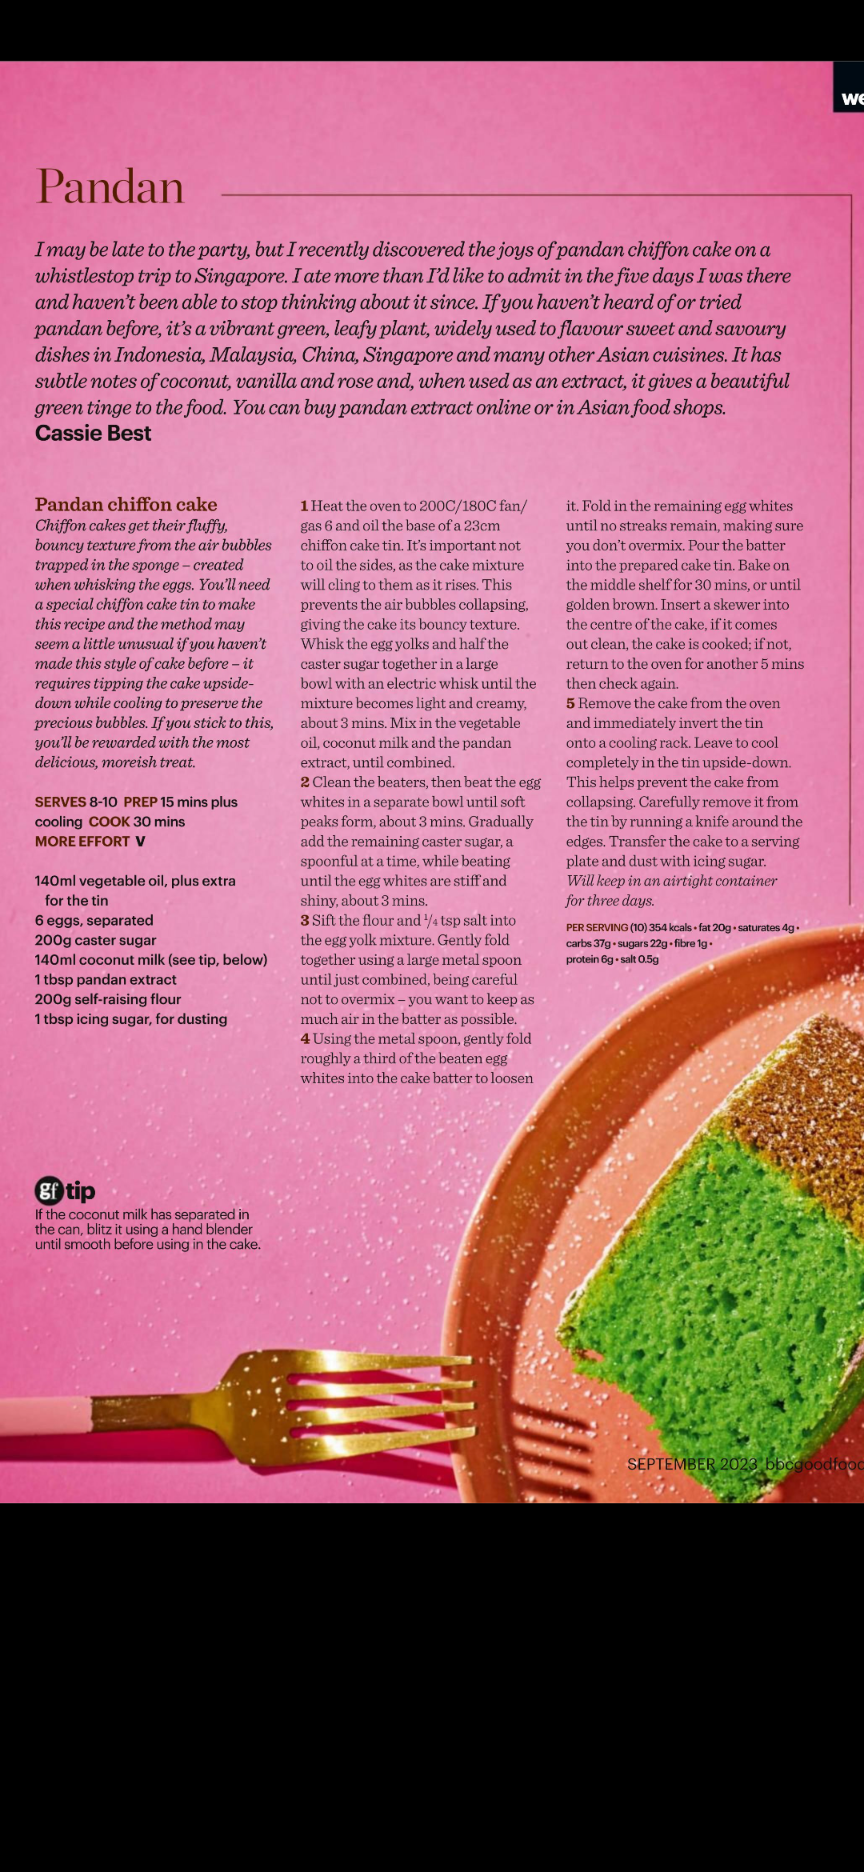 we
Pandan
I may be late to the party, but I recently discovered the joys of pandan chiffon cake on a
whistlestop trip to Singapore. I ate more than I’d like to admit in the five days I was there
and haven’t been able to stop thinking about it since. If you haven’t heard of or tried
pandan before, it’s a vibrant green, leafy plant, widely used to flavour sweet and savoury
dishes in Indonesia, Malaysia, China, Singapore and many other Asian cuisines. It has
subtle notes of coconut, vanilla and rose and, when used as an extract, it gives a beautiful
green tinge to the food. You can buy pandan extract online or in Asian food shops.
Cassie Best
Pandan chiffon cake
Chiffon cakes get their fluffy,
bouncy texture from the air bubbles
trapped in the sponge – created
when whisking the eggs. You’ll need
a special chiffon cake tin to make
this recipe and the method may
seem a little unusual if you haven’t
made this style of cake before – it
requires tipping the cake upside-
down while cooling to preserve the
precious bubbles. If you stick to this,
you’ll be rewarded with the most
delicious, moreish treat.
SERVES 8-10 PREP 15 mins plus
cooling COOK 30 mins
MORE EFFORT V
140ml vegetable oil, plus extra
for the tin
6 eggs, separated
200g caster sugar
140ml coconut milk (see tip, below)
1 tbsp pandan extract
200g self-raising flour
1 tbsp icing sugar, for dusting
gf tip
If the coconut milk has separated in
the can, blitz it using a hand blender
until smooth before using in the cake.
1 Heat the oven to 200C/180C fan/
gas 6 and oil the base of a 23cm
chiffon cake tin. It’s important not
to oil the sides, as the cake mixture
will cling to them as it rises. This
prevents the air bubbles collapsing,
giving the cake its bouncy texture.
Whisk the egg yolks and half the
caster sugar together in a large
bowl with an electric whisk until the
mixture becomes light and creamy,
about 3 mins. Mix in the vegetable
oil, coconut milk and the pandan
extract, until combined.
2 Clean the beaters, then beat the egg
whites in a separate bowl until soft
peaks form, about 3 mins. Gradually
add the remaining caster sugar, a
spoonful at a time, while beating
until the egg whites are stiff and
shiny, about 3 mins.
3 Sift the flour and 1/4 tsp salt into
the egg yolk mixture. Gently fold
together using a large metal spoon
until just combined, being careful
not to overmix – you want to keep as
much air in the batter as possible.
4 Using the metal spoon, gently fold
roughly a third of the beaten egg
whites into the cake batter to loosen
it. Fold in the remaining egg whites
until no streaks remain, making sure
you don’t overmix. Pour the batter
into the prepared cake tin. Bake on
the middle shelf for 30 mins, or until
golden brown. Insert a skewer into
the centre of the cake, if it comes
out clean, the cake is cooked; if not,
return to the oven for another 5 mins
then check again.
5 Remove the cake from the oven
and immediately invert the tin
onto a cooling rack. Leave to cool
completely in the tin upside-down.
This helps prevent the cake from
collapsing. Carefully remove it from
the tin by running a knife around the
edges. Transfer the cake to a serving
plate and dust with icing sugar.
Will keep in an airtight container
for three days.
PER SERVING (10) 354 kcals • fat 20g • saturates 4g •
carbs 37g • sugars 22g • fibre 1g •
protein 6g • salt 0.5g
SEPTEMBER 2023 bbcgoodfoo